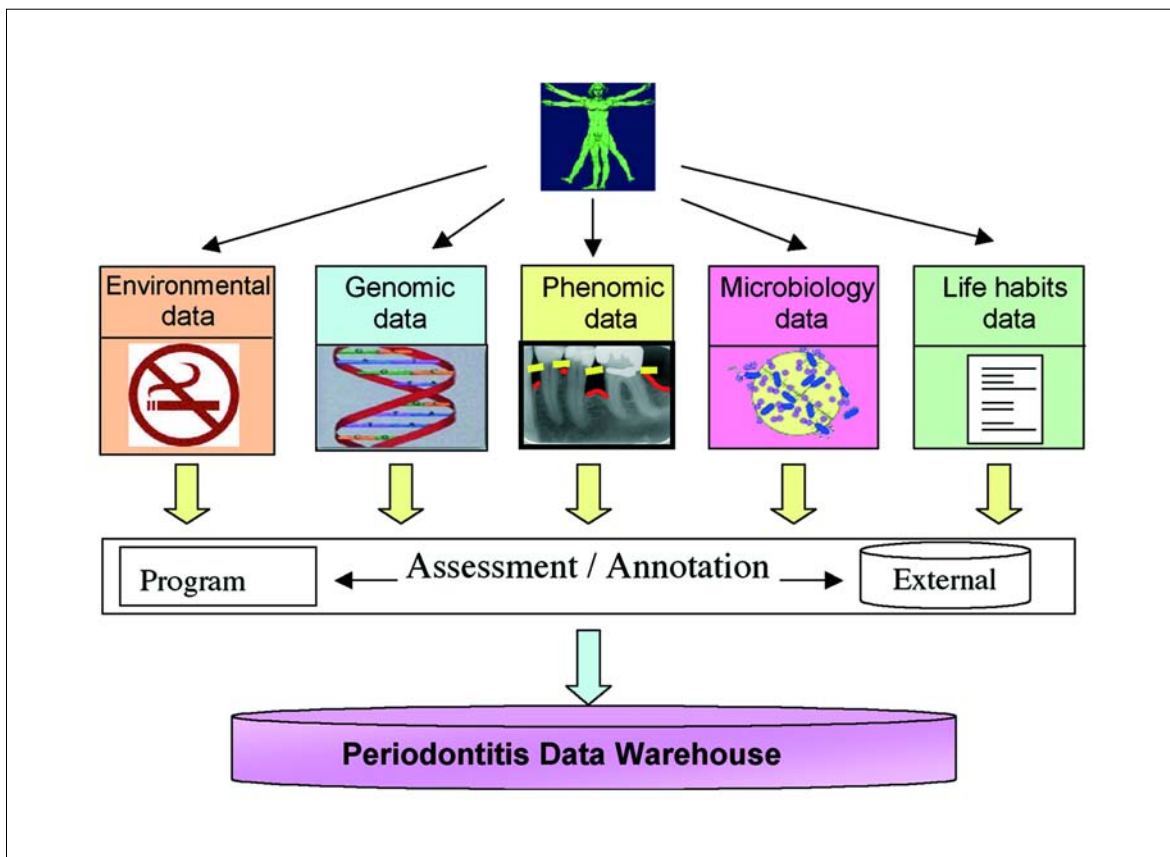 Environmental
data
Genomic
data
Phenomic
data
Microbiology
data
Life habits
data
Program
Assessment / Annotation
External
Periodontitis Data Warehouse